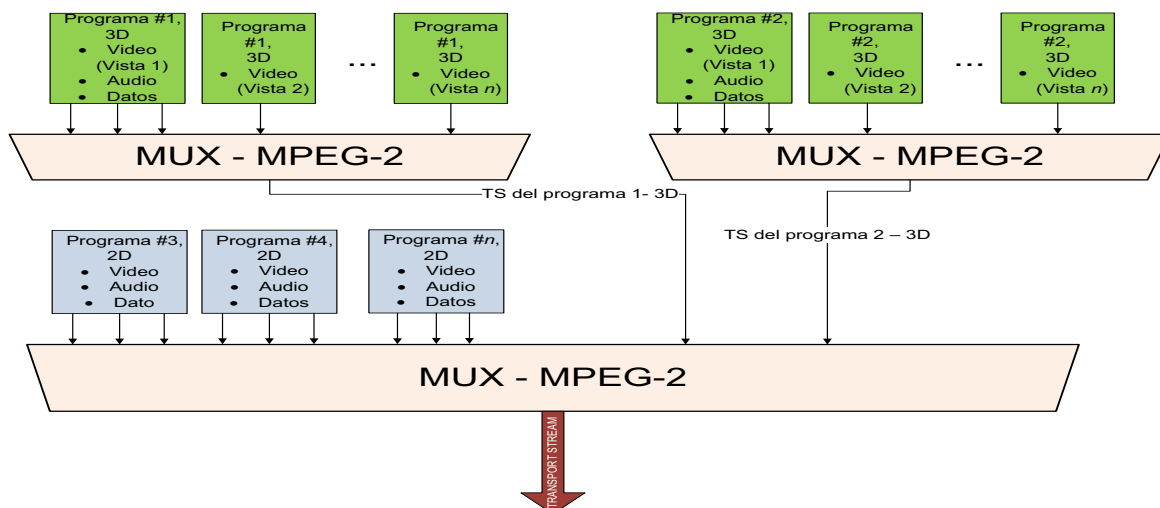 Programa #1,
3D
• Video
(Vista 1)
• Audio
• Datos
Programa
#1,
3D
• Video
(Vista 2)
...
Programa
#1,
3D
• Video
(Vista n)
Programa #2,
3D
• Video
(Vista 1)
• Audio
• Datos
Programa
#2,
3D
• Video
(Vista 2)
...
Programa
#2,
3D
• Video
(Vista n)
MUX - MPEG-2
MUX - MPEG-2
TS del programa 1- 3D
TS del programa 2 – 3D
Programa #3,
2D
• Video
• Audio
• Dato
Programa #4,
2D
• Video
• Audio
• Datos
Programa #n,
2D
• Video
• Audio
• Datos
MUX - MPEG-2
TRANSPORT STREAM